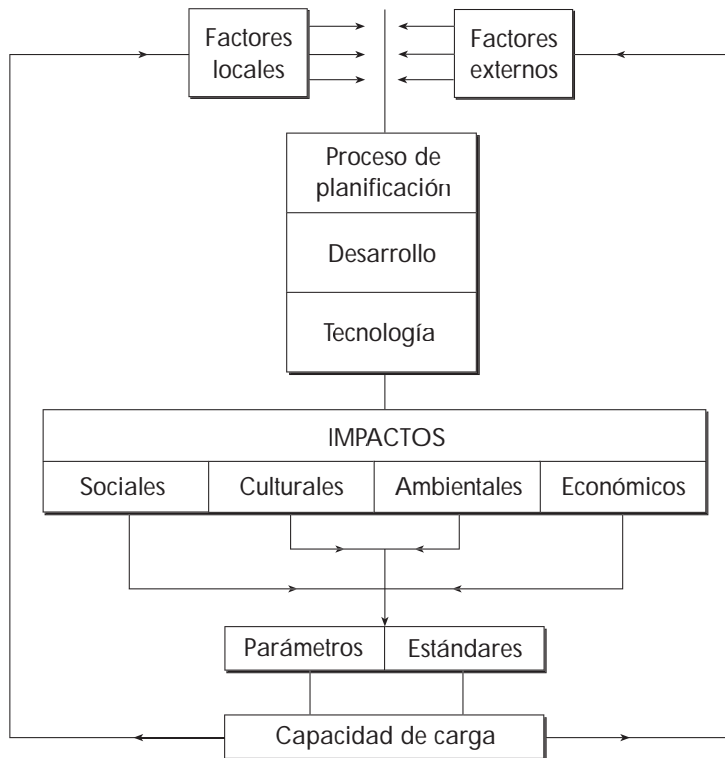 Factores
locales
Factores
externos
Proceso de
planificación
Desarrollo
Tecnología
IMPACTOS
Sociales
Culturales
Ambientales
Económicos
Parámetros
Estándares
Capacidad de carga